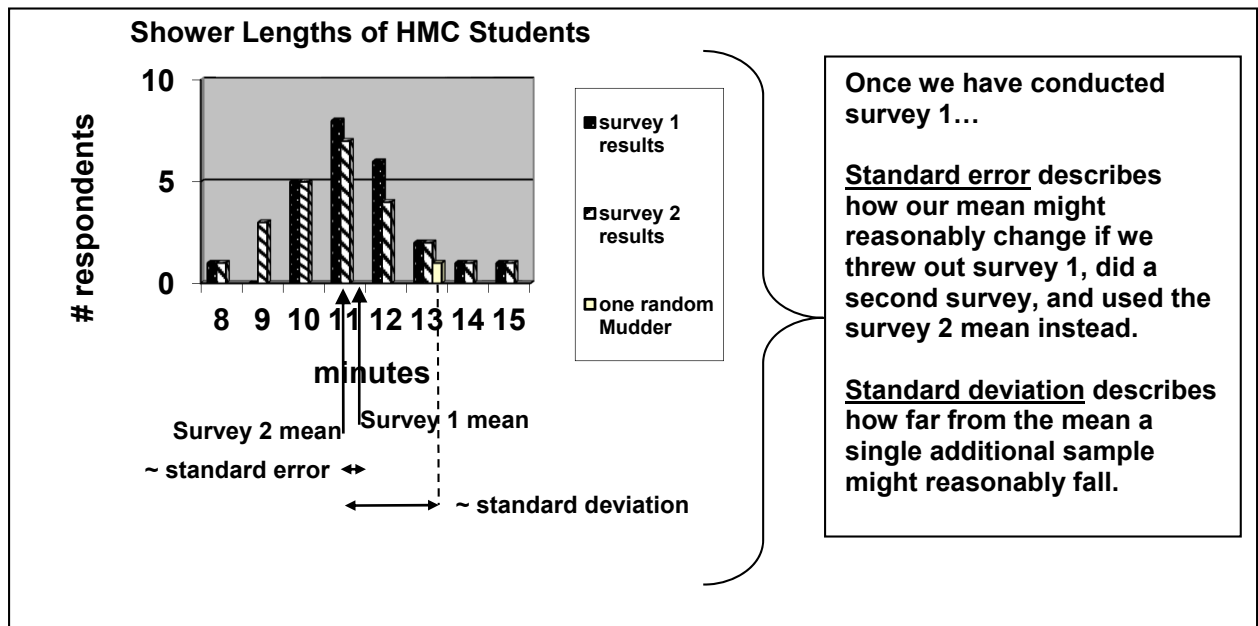 Shower Lengths of HMC Students
10
5
0
# respondents
8 9 10 11 12 13 14 15
minutes
survey 1
results
survey 2
results
one random
Mudder
Survey 2 mean
Survey 1 mean
~ standard error
~ standard deviation
Once we have conducted
survey 1…
Standard error describes
how our mean might
reasonably change if we
threw out survey 1, did a
second survey, and used the
survey 2 mean instead.
Standard deviation describes
how far from the mean a
single additional sample
might reasonably fall.